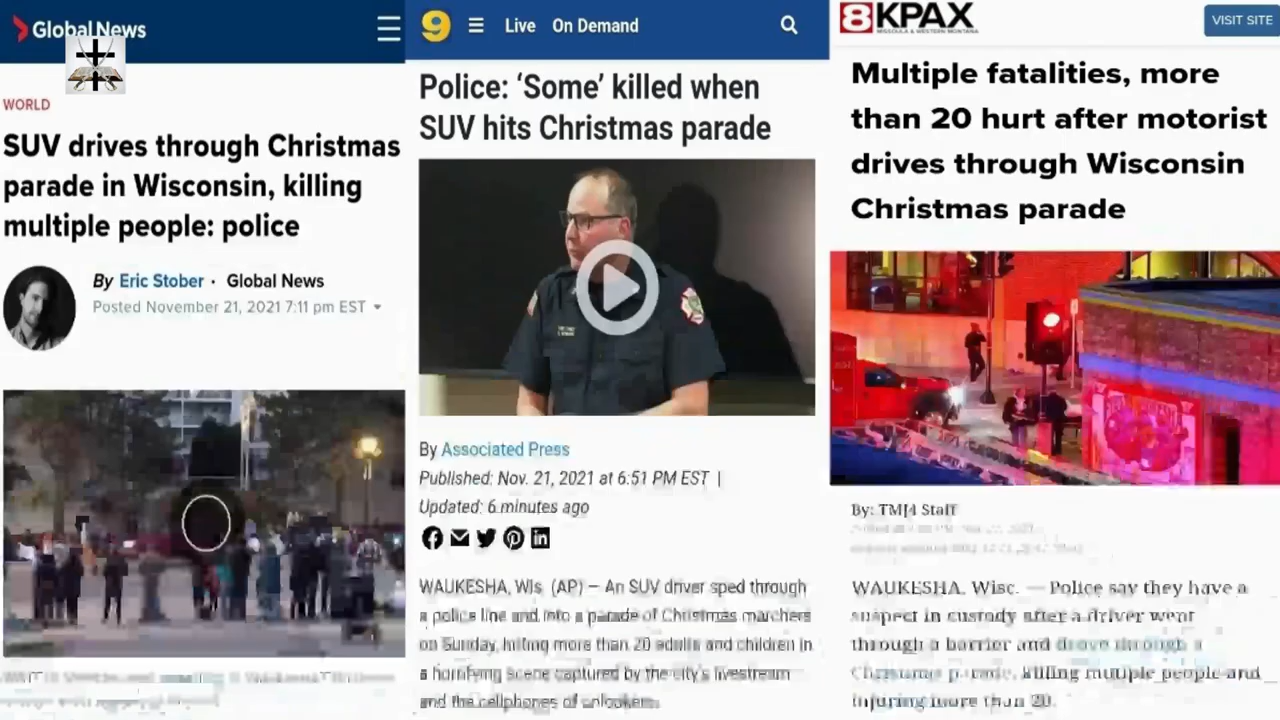 Global News
WORLD
SUV drives through Christmas
parade in Wisconsin, killing
multiple people: police
By Eric Stober · Global News
Posted November 21, 2021 7:11 pm EST
9 Live On Demand
Police: ‘Some’ killed when
SUV hits Christmas parade
By Associated Press
Published: Nov. 21, 2021 at 6:51 PM EST |
Updated: 6 minutes ago
WAUKESHA, Wis. (AP) — An SUV driver sped through
a police line and into a parade of Christmas marchers
on Sunday, hitting more than 20 adults and children in
a horrifying scene captured by the city's livestream
and the cellphones of onlookers.
8 KPAX
MISSOULA & WESTERN MONTANA
VISIT SITE
Multiple fatalities, more
than 20 hurt after motorist
drives through Wisconsin
Christmas parade
By: TMJ4 Staff
WAUKESHA, Wisc. — Police say they have a
suspect in custody after a driver went
through a barrier and drove through a
Christmas parade, killing multiple people and
injuring more than 20.